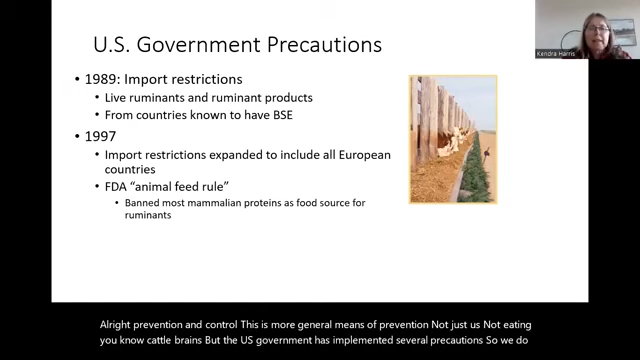 U.S. Government Precautions
Kendra Harris
• 1989: Import restrictions
• Live ruminants and ruminant products
• From countries known to have BSE
• 1997
• Import restrictions expanded to include all European
countries
• FDA “animal feed rule”
• Banned most mammalian proteins as food source for
ruminants
Alright prevention and control This is more general means of prevention Not just us Not eating
you know cattle brains But the US government has implemented several precautions So we do